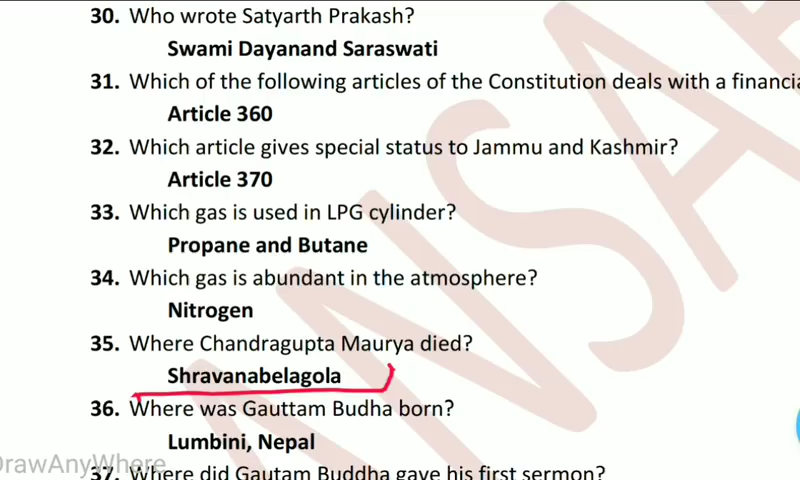 30. Who wrote Satyarth Prakash?
Swami Dayanand Saraswati
31. Which of the following articles of the Constitution deals with a financia
Article 360
32. Which article gives special status to Jammu and Kashmir?
Article 370
33. Which gas is used in LPG cylinder?
Propane and Butane
34. Which gas is abundant in the atmosphere?
Nitrogen
35. Where Chandragupta Maurya died?
Shravanabelagola
36. Where was Gauttam Budha born?
Lumbini, Nepal
DrawAnyWhere
37. Where did Gautam Buddha gave his first sermon?